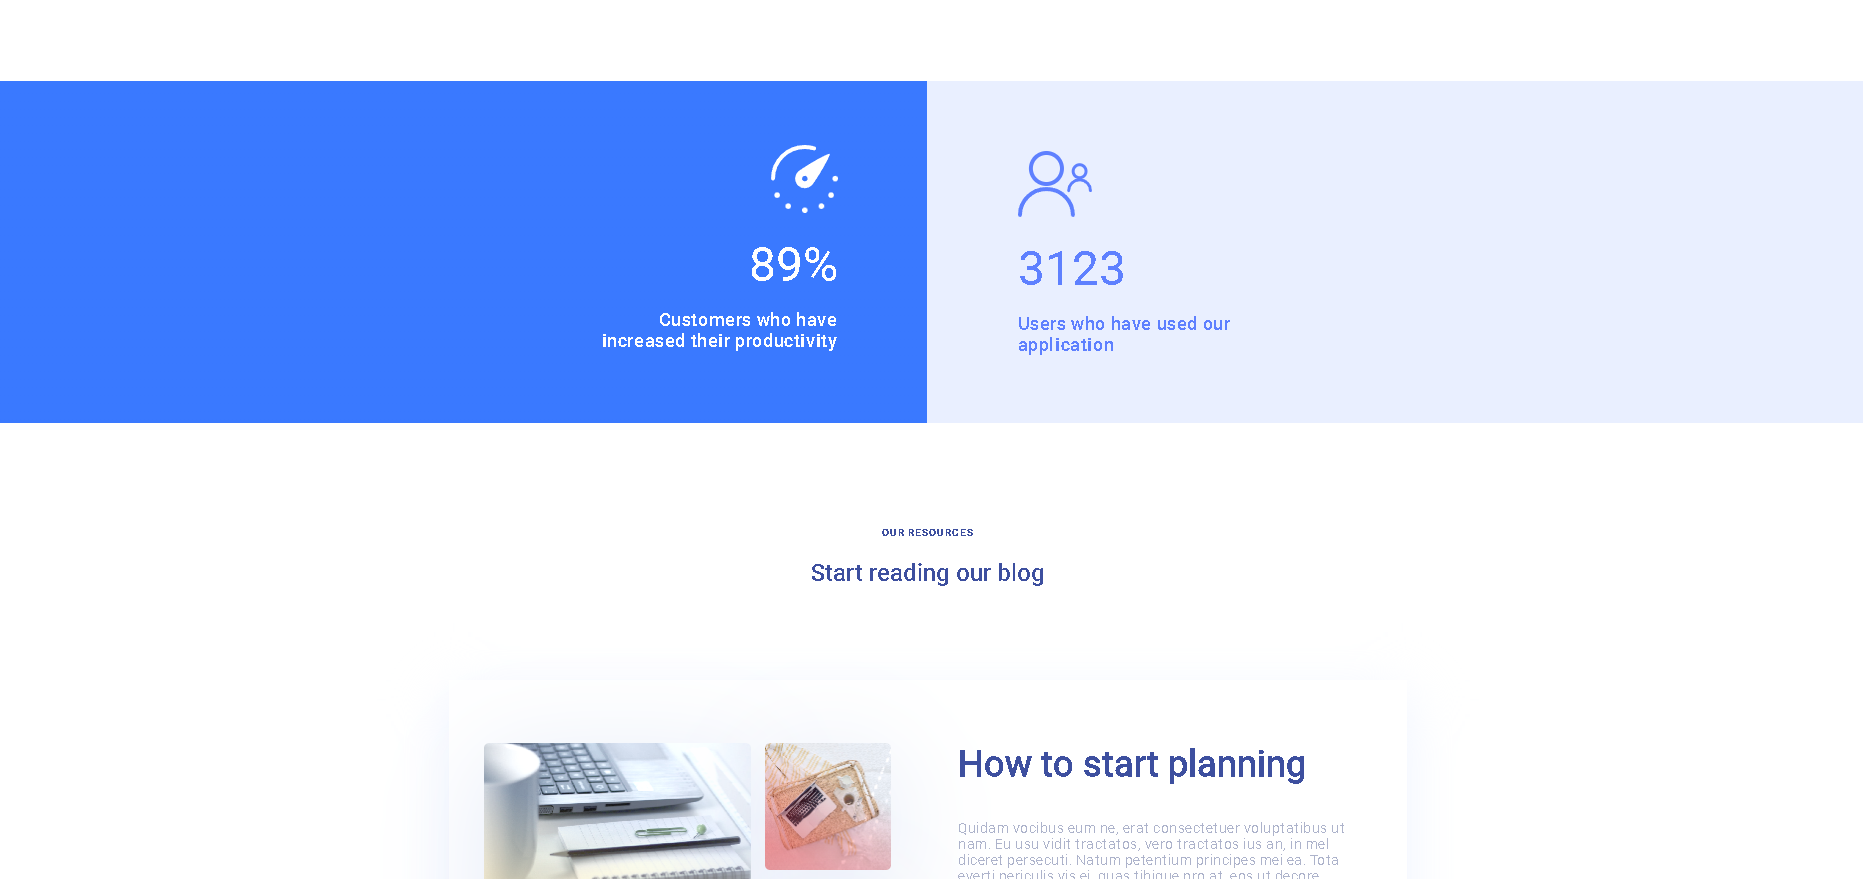 89%
Customers who have
increased their productivity
3123
Users who have used our
application
OUR RESOURCES
Start reading our blog
How to start planning
Quidam vocibus eum ne, erat consectetuer voluptatibus ut
nam. Eu usu vidit tractatos, vero tractatos ius an, in mel
diceret persecuti. Natum petentium principes mei ea. Tota
everti periculis vis ei, quas tibique pro at, eos ut decore